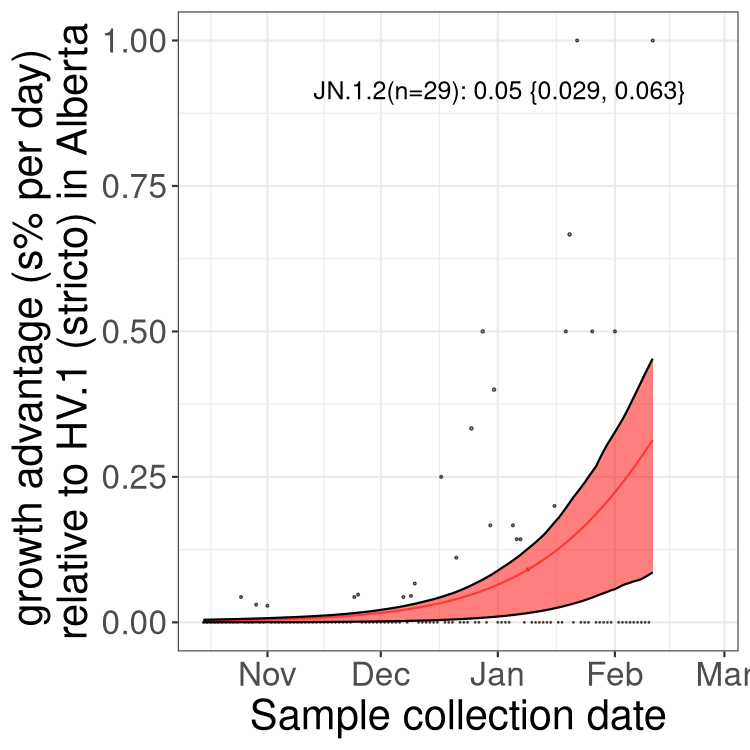 growth advantage (s% per day)
relative to HV.1 (stricto) in Alberta
1.00
0.75
0.50
0.25
0.00
JN.1.2(n=29): 0.05 {0.029, 0.063}
Nov Dec Jan Feb Mar
Sample collection date